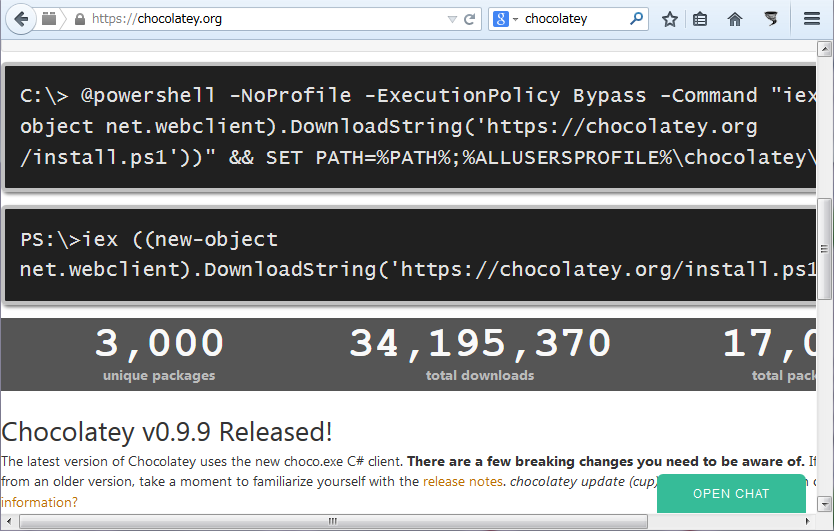 https://chocolatey.org
chocolatey
C:\> @powershell -NoProfile -ExecutionPolicy Bypass -Command "iex
object net.webclient).DownloadString('https://chocolatey.org
/install.ps1'))" && SET PATH=%PATH%;%ALLUSERSPROFILE%\chocolatey\
PS:\>iex ((new-object
net.webclient).DownloadString('https://chocolatey.org/install.ps1
3,000 34,195,370 17,0
unique packages total downloads total pack
Chocolatey v0.9.9 Released!
The latest version of Chocolatey uses the new choco.exe C# client. There are a few breaking changes you need to be aware of. If
from an older version, take a moment to familiarize yourself with the release notes. chocolatey update (cup)
information?
OPEN CHAT